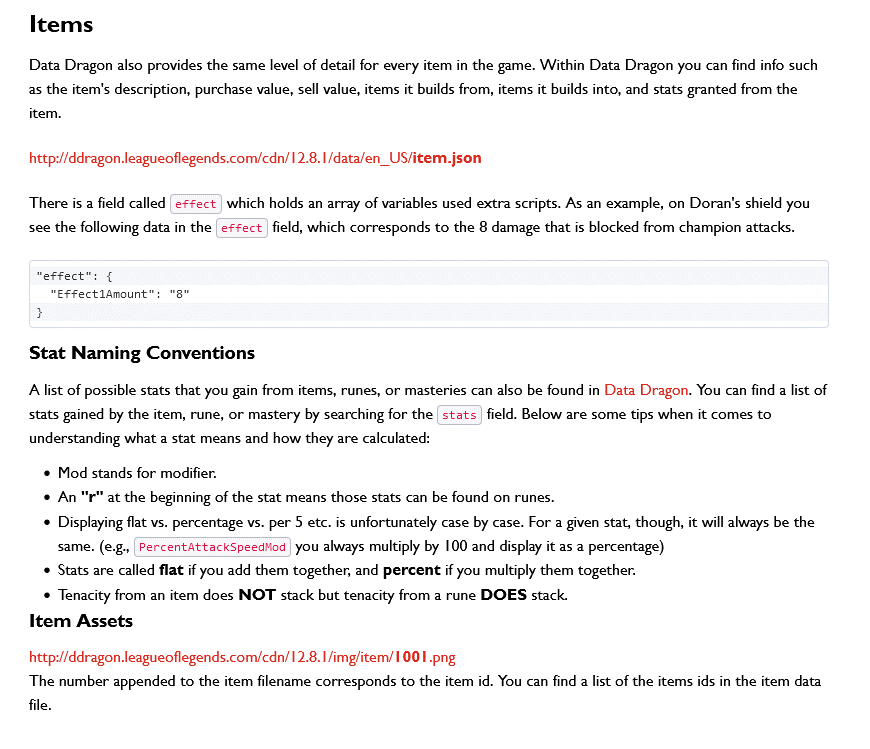 Items
Data Dragon also provides the same level of detail for every item in the game. Within Data Dragon you can find info such
as the item's description, purchase value, sell value, items it builds from, items it builds into, and stats granted from the
item.
http://ddragon.leagueoflegends.com/cdn/12.8.1/data/en_US/item.json
There is a field called effect which holds an array of variables used extra scripts. As an example, on Doran's shield you
see the following data in the effect field, which corresponds to the 8 damage that is blocked from champion attacks.
"effect": {
  "Effect1Amount": "8"
}
Stat Naming Conventions
A list of possible stats that you gain from items, runes, or masteries can also be found in Data Dragon. You can find a list of
stats gained by the item, rune, or mastery by searching for the stats field. Below are some tips when it comes to
understanding what a stat means and how they are calculated:
• Mod stands for modifier.
• An "r" at the beginning of the stat means those stats can be found on runes.
• Displaying flat vs. percentage vs. per 5 etc. is unfortunately case by case. For a given stat, though, it will always be the
same. (e.g., PercentAttackSpeedMod you always multiply by 100 and display it as a percentage)
• Stats are called flat if you add them together, and percent if you multiply them together.
• Tenacity from an item does NOT stack but tenacity from a rune DOES stack.
Item Assets
http://ddragon.leagueoflegends.com/cdn/12.8.1/img/item/1001.png
The number appended to the item filename corresponds to the item id. You can find a list of the items ids in the item data
file.